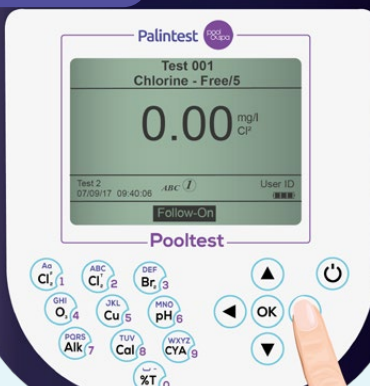 Palintest
pool
outpa
Test 001
Chlorine - Free/5
0.00 mg/l
Cl²
Test 2
07/09/17 09:40:06
ABC 1
User ID
Follow-On
Pooltest
Aa
Cl₂ 1
ABC
Cl₂ 2
DEF
Br₂ 3
GHI
O₃ 4
JKL
Cu 5
MNO
pH 6
PQRS
Alk 7
TUV
Cal 8
WXYZ
CYA 9
%T 0
OK